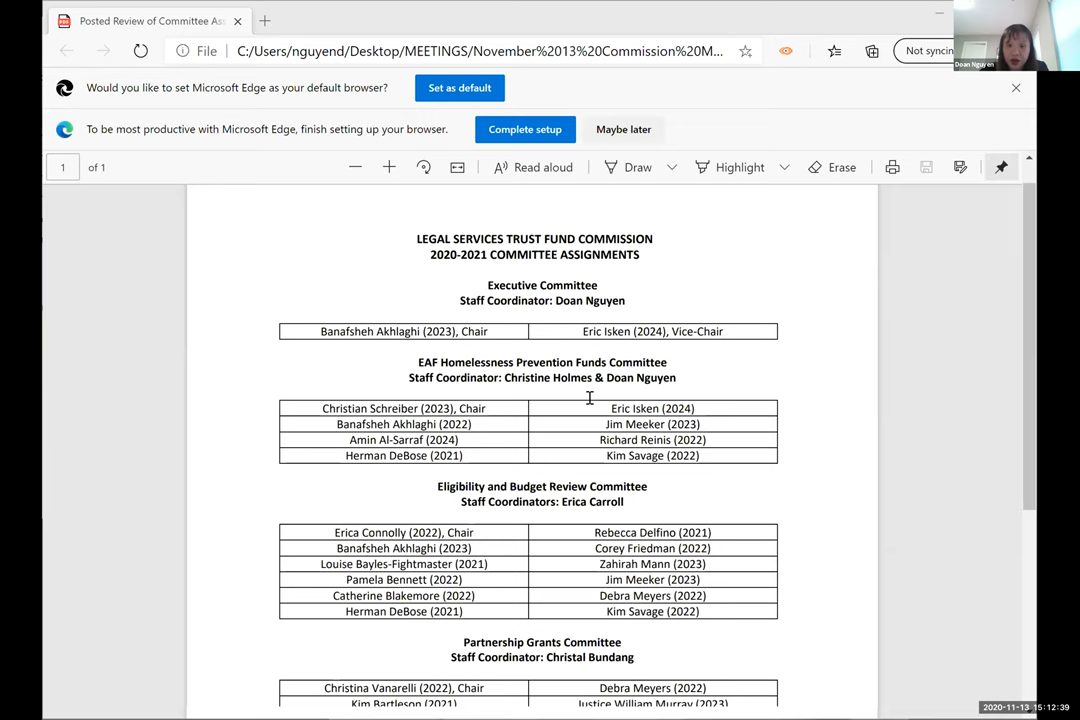 Posted Review of Committee Ass
File C:/Users/nguyend/Desktop/MEETINGS/November%2013%20Commission%20M... Not syncin
Doan Nguyen
Would you like to set Microsoft Edge as your default browser? Set as default
To be most productive with Microsoft Edge, finish setting up your browser. Complete setup Maybe later
1 of 1 Read aloud Draw Highlight Erase
LEGAL SERVICES TRUST FUND COMMISSION
2020-2021 COMMITTEE ASSIGNMENTS
Executive Committee
Staff Coordinator: Doan Nguyen
Banafsheh Akhlaghi (2023), Chair Eric Isken (2024), Vice-Chair
EAF Homelessness Prevention Funds Committee
Staff Coordinator: Christine Holmes & Doan Nguyen
Christian Schreiber (2023), Chair Eric Isken (2024)
Banafsheh Akhlaghi (2022) Jim Meeker (2023)
Amin Al-Sarraf (2024) Richard Reinis (2022)
Herman DeBose (2021) Kim Savage (2022)
Eligibility and Budget Review Committee
Staff Coordinators: Erica Carroll
Erica Connolly (2022), Chair Rebecca Delfino (2021)
Banafsheh Akhlaghi (2023) Corey Friedman (2022)
Louise Bayles-Fightmaster (2021) Zahirah Mann (2023)
Pamela Bennett (2022) Jim Meeker (2023)
Catherine Blakemore (2022) Debra Meyers (2022)
Herman DeBose (2021) Kim Savage (2022)
Partnership Grants Committee
Staff Coordinator: Christal Bundang
Christina Vanarelli (2022), Chair Debra Meyers (2022)
Kim Bartleson (2021) Justice William Murray (2023)
2020-11-13 15:12:39